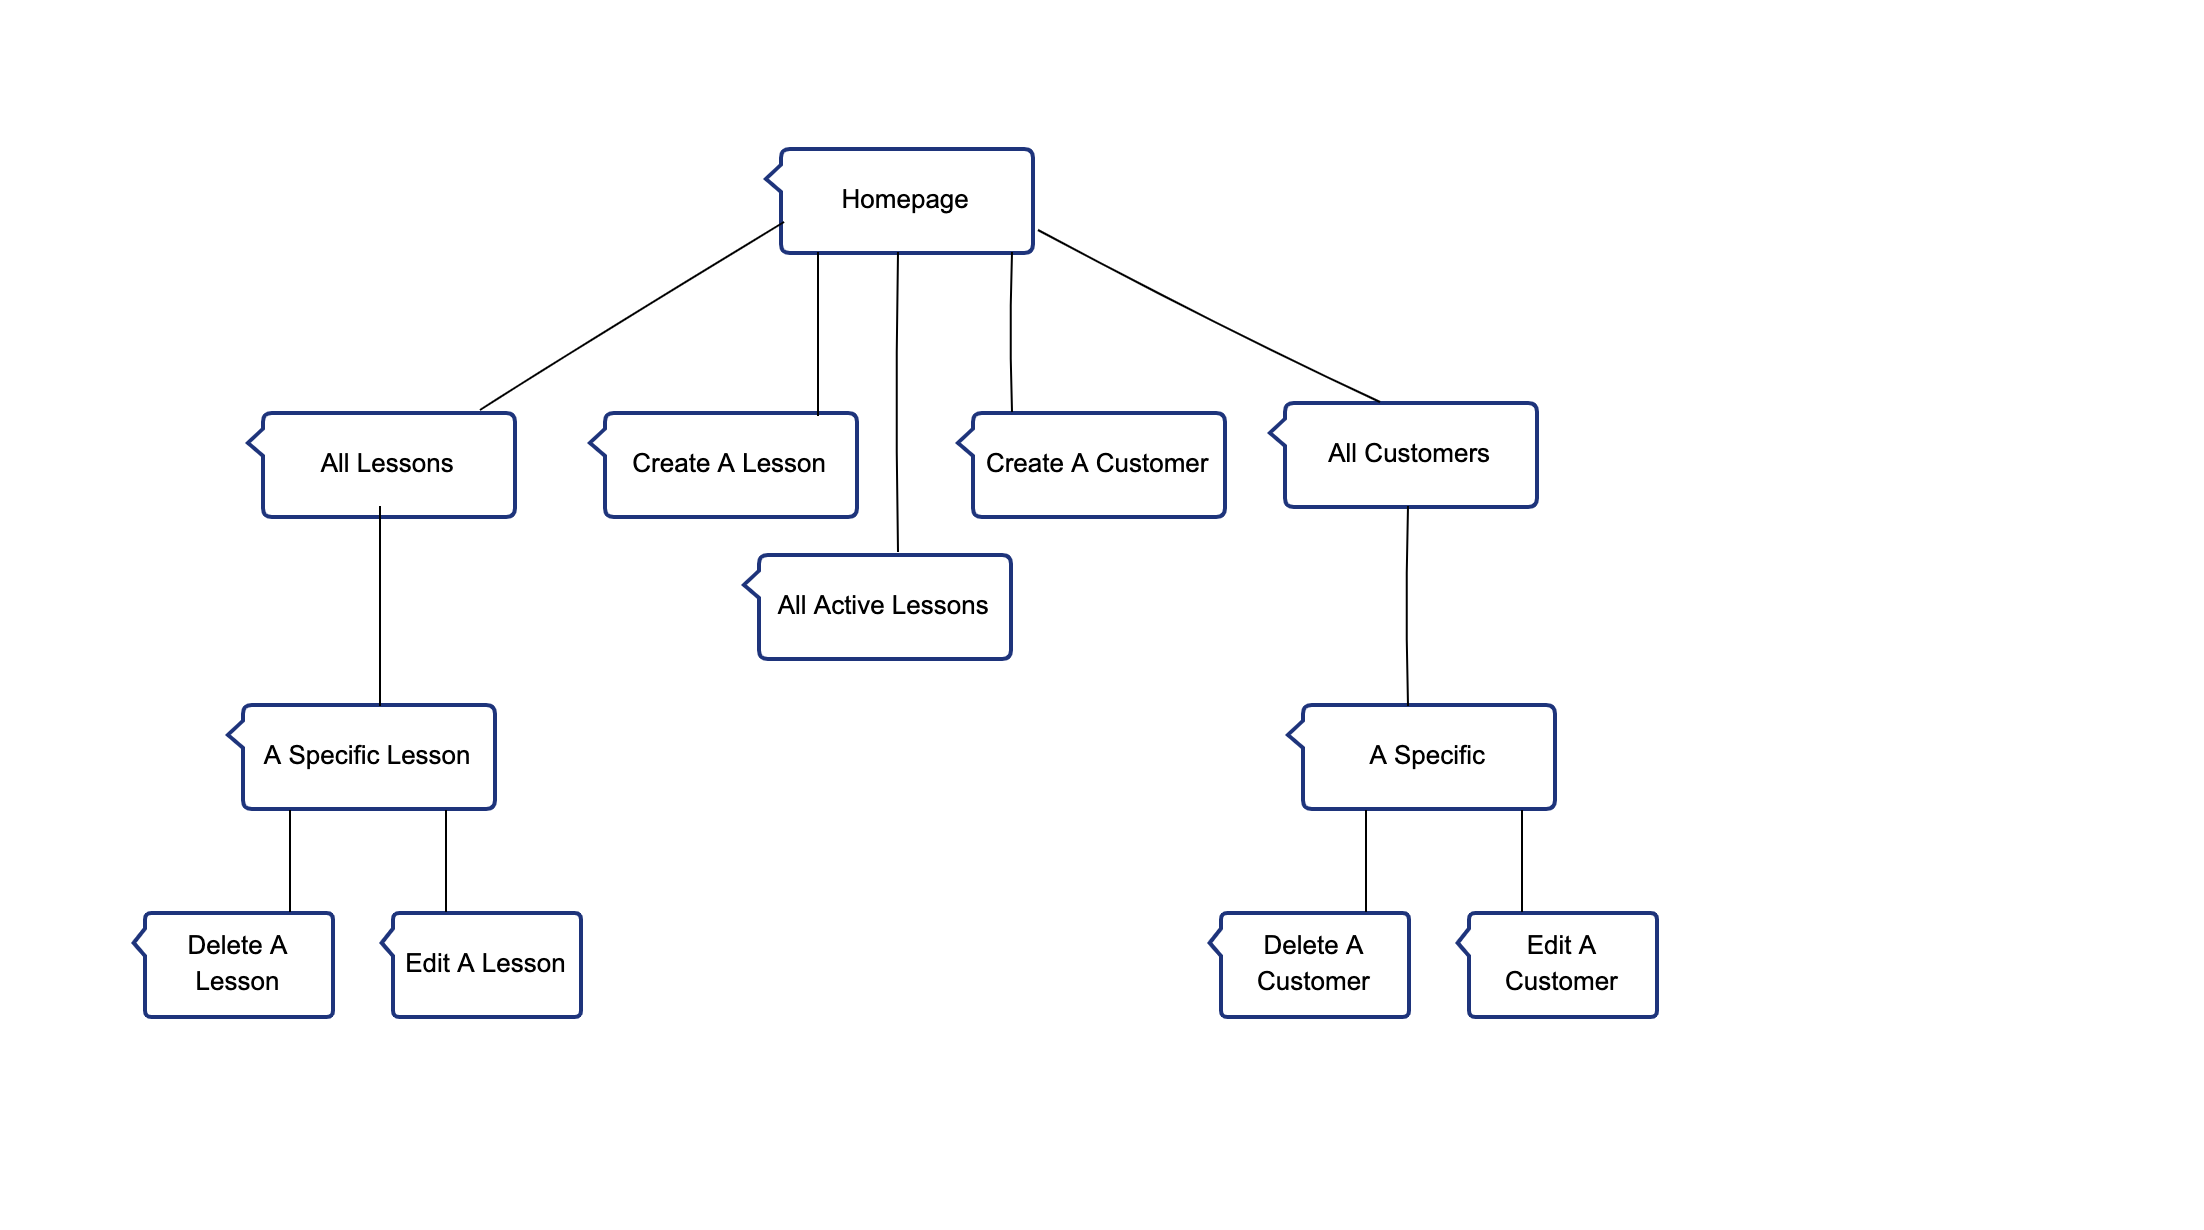 Homepage
All Lessons
Create A Lesson
Create A Customer
All Customers
All Active Lessons
A Specific Lesson
A Specific
Delete A
Lesson
Edit A Lesson
Delete A
Customer
Edit A
Customer